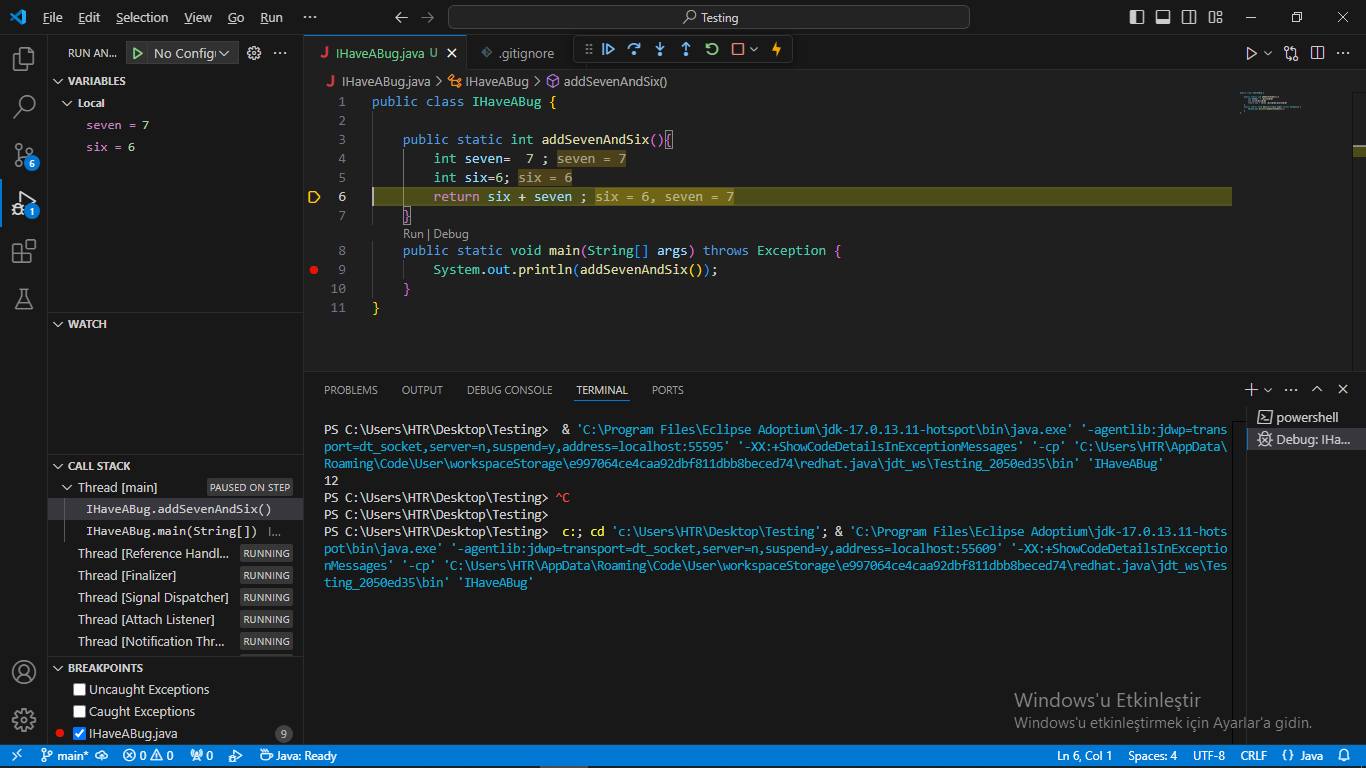 File Edit Selection View Go Run ··· Testing
RUN AN... No Configu
IHaveABug.java U .gitignore
VARIABLES
Local
seven = 7
six = 6
WATCH
CALL STACK
Thread [main] PAUSED ON STEP
IHaveABug.addSevenAndSix()
IHaveABug.main(String[]) I...
Thread [Reference Handl... RUNNING
Thread [Finalizer] RUNNING
Thread [Signal Dispatcher] RUNNING
Thread [Attach Listener] RUNNING
Thread [Notification Thr... RUNNING
BREAKPOINTS
Uncaught Exceptions
Caught Exceptions
IHaveABug.java 9
6
1
IHaveABug.java > IHaveABug > addSevenAndSix()
1 public class IHaveABug {
2
3 public static int addSevenAndSix(){
4 int seven=  7 ; seven = 7
5 int six=6; six = 6
6 return six + seven ; six = 6, seven = 7
7 }
Run | Debug
8 public static void main(String[] args) throws Exception {
9 System.out.println(addSevenAndSix());
10 }
11 }
PROBLEMS OUTPUT DEBUG CONSOLE TERMINAL PORTS
PS C:\Users\HTR\Desktop\Testing>  & 'C:\Program Files\Eclipse Adoptium\jdk-17.0.13.11-hotspot\bin\java.exe' '-agentlib:jdwp=trans
port=dt_socket,server=n,suspend=y,address=localhost:55595' '-XX:+ShowCodeDetailsInExceptionMessages' '-cp' 'C:\Users\HTR\AppData\
Roaming\Code\User\workspaceStorage\e997064ce4caa92dbf811dbb8beced74\redhat.java\jdt_ws\Testing_2050ed35\bin' 'IHaveABug'
12
PS C:\Users\HTR\Desktop\Testing> ^C
PS C:\Users\HTR\Desktop\Testing>
PS C:\Users\HTR\Desktop\Testing>  c:; cd 'c:\Users\HTR\Desktop\Testing'; & 'C:\Program Files\Eclipse Adoptium\jdk-17.0.13.11-hots
pot\bin\java.exe' '-agentlib:jdwp=transport=dt_socket,server=n,suspend=y,address=localhost:55609' '-XX:+ShowCodeDetailsInExceptio
nMessages' '-cp' 'C:\Users\HTR\AppData\Roaming\Code\User\workspaceStorage\e997064ce4caa92dbf811dbb8beced74\redhat.java\jdt_ws\Tes
ting_2050ed35\bin' 'IHaveABug'
powershell
Debug: IHa...
Windows'u Etkinleştir
Windows'u etkinleştirmek için Ayarlar'a gidin.
main* 0 0 0 Java: Ready Ln 6, Col 1 Spaces: 4 UTF-8 CRLF {} Java